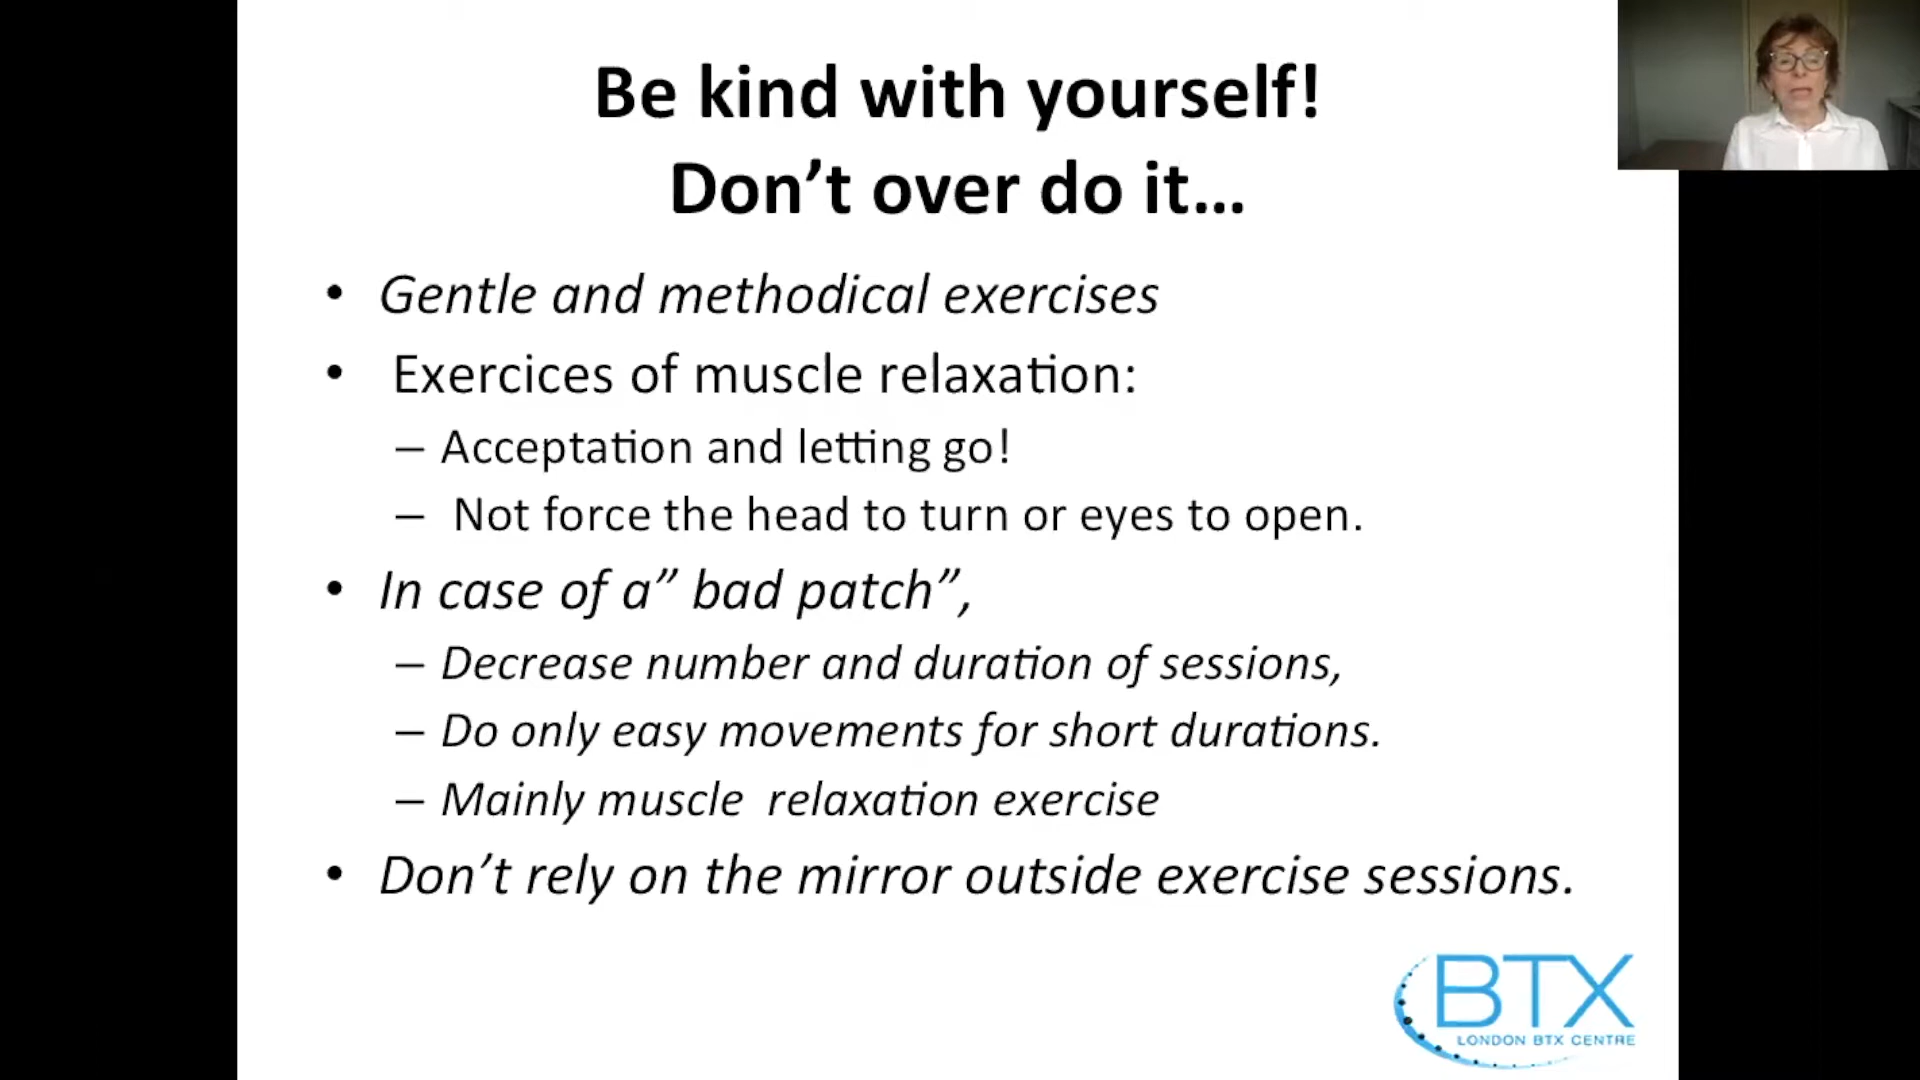 Be kind with yourself!
Don’t over do it...
• Gentle and methodical exercises
• Exercices of muscle relaxation:
– Acceptation and letting go!
– Not force the head to turn or eyes to open.
• In case of a” bad patch”,
– Decrease number and duration of sessions,
– Do only easy movements for short durations.
– Mainly muscle relaxation exercise
• Don’t rely on the mirror outside exercise sessions.
BTX
LONDON BTX CENTRE